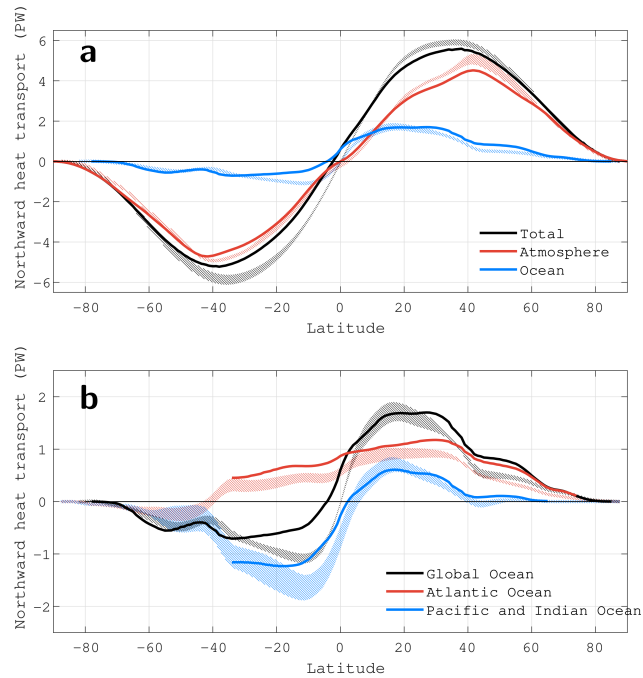 a
Northward heat transport (PW)
6
4
2
0
−2
−4
−6
Total
Atmosphere
Ocean
−80 −60 −40 −20 0 20 40 60 80
Latitude
b
Northward heat transport (PW)
2
1
0
−1
−2
Global Ocean
Atlantic Ocean
Pacific and Indian Ocean
−80 −60 −40 −20 0 20 40 60 80
Latitude